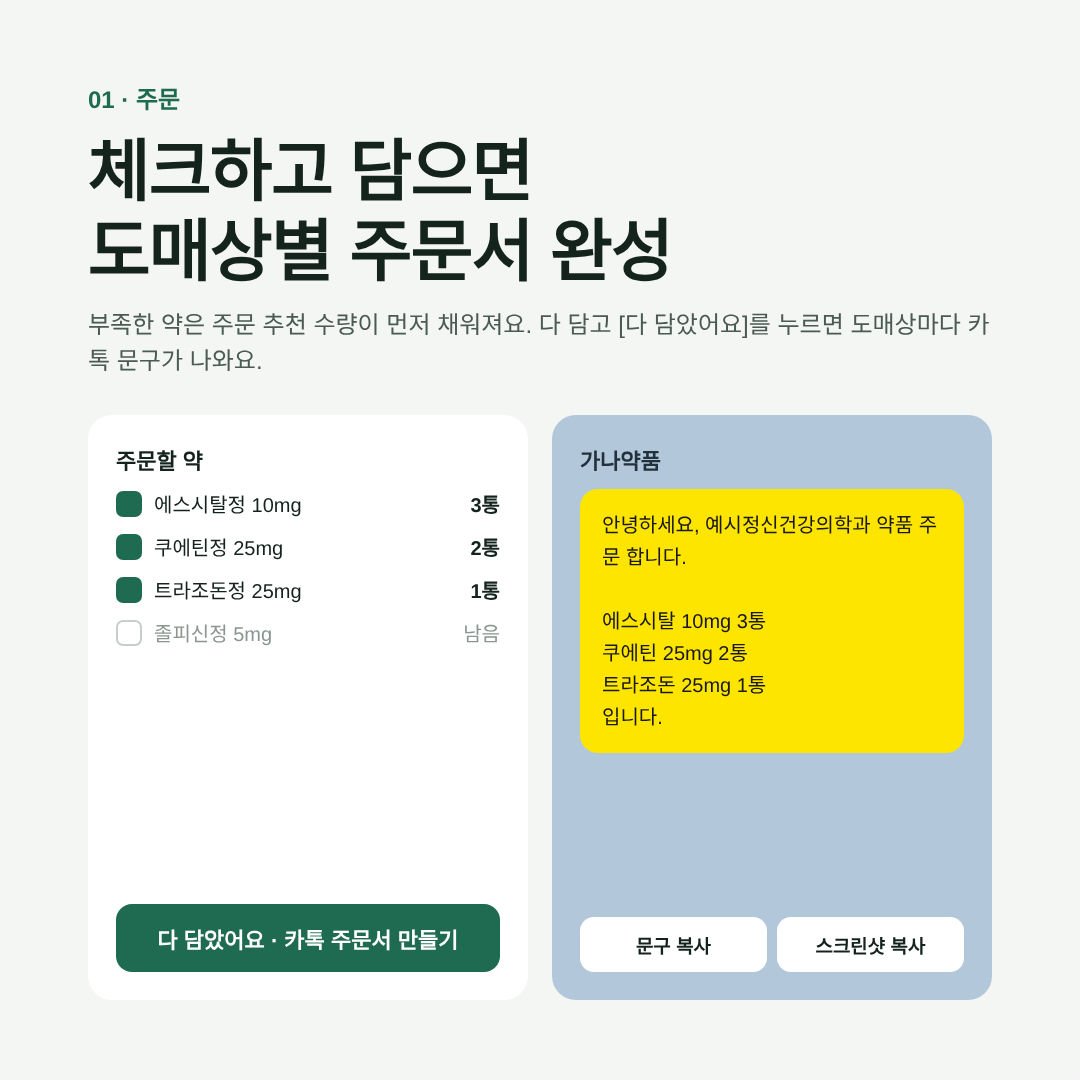 01 · 주문
체크하고 담으면
도매상별 주문서 완성
부족한 약은 주문 추천 수량이 먼저 채워져요. 다 담고 [다 담았어요]를 누르면 도매상마다 카
톡 문구가 나와요.
주문할 약
에스시탈정 10mg 3통
쿠에틴정 25mg 2통
트라조돈정 25mg 1통
졸피신정 5mg 남음
다 담았어요 · 카톡 주문서 만들기
가나약품
안녕하세요, 예시정신건강의학과 약품 주
문 합니다.
에스시탈 10mg 3통
쿠에틴 25mg 2통
트라조돈 25mg 1통
입니다.
문구 복사
스크린샷 복사